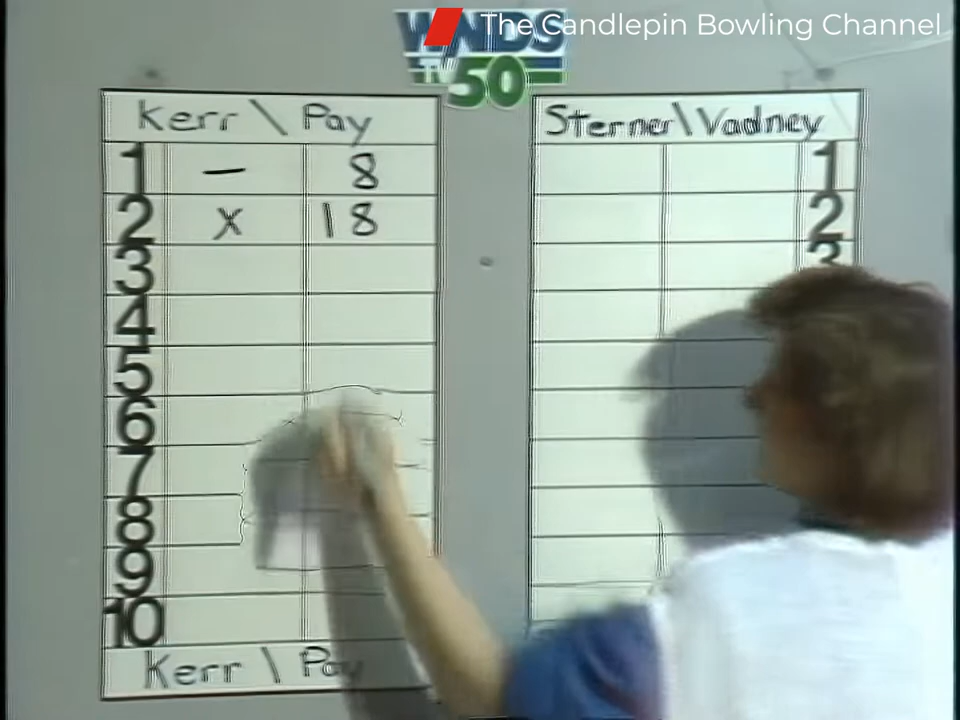 The Candlepin Bowling Channel
WNDS
TV 50
Kerr \ Pay
1 — 8
2 X 18
3
4
5
6
7
8
9
10
Kerr \ Pay
Sterner \ Vadney
1
2
3